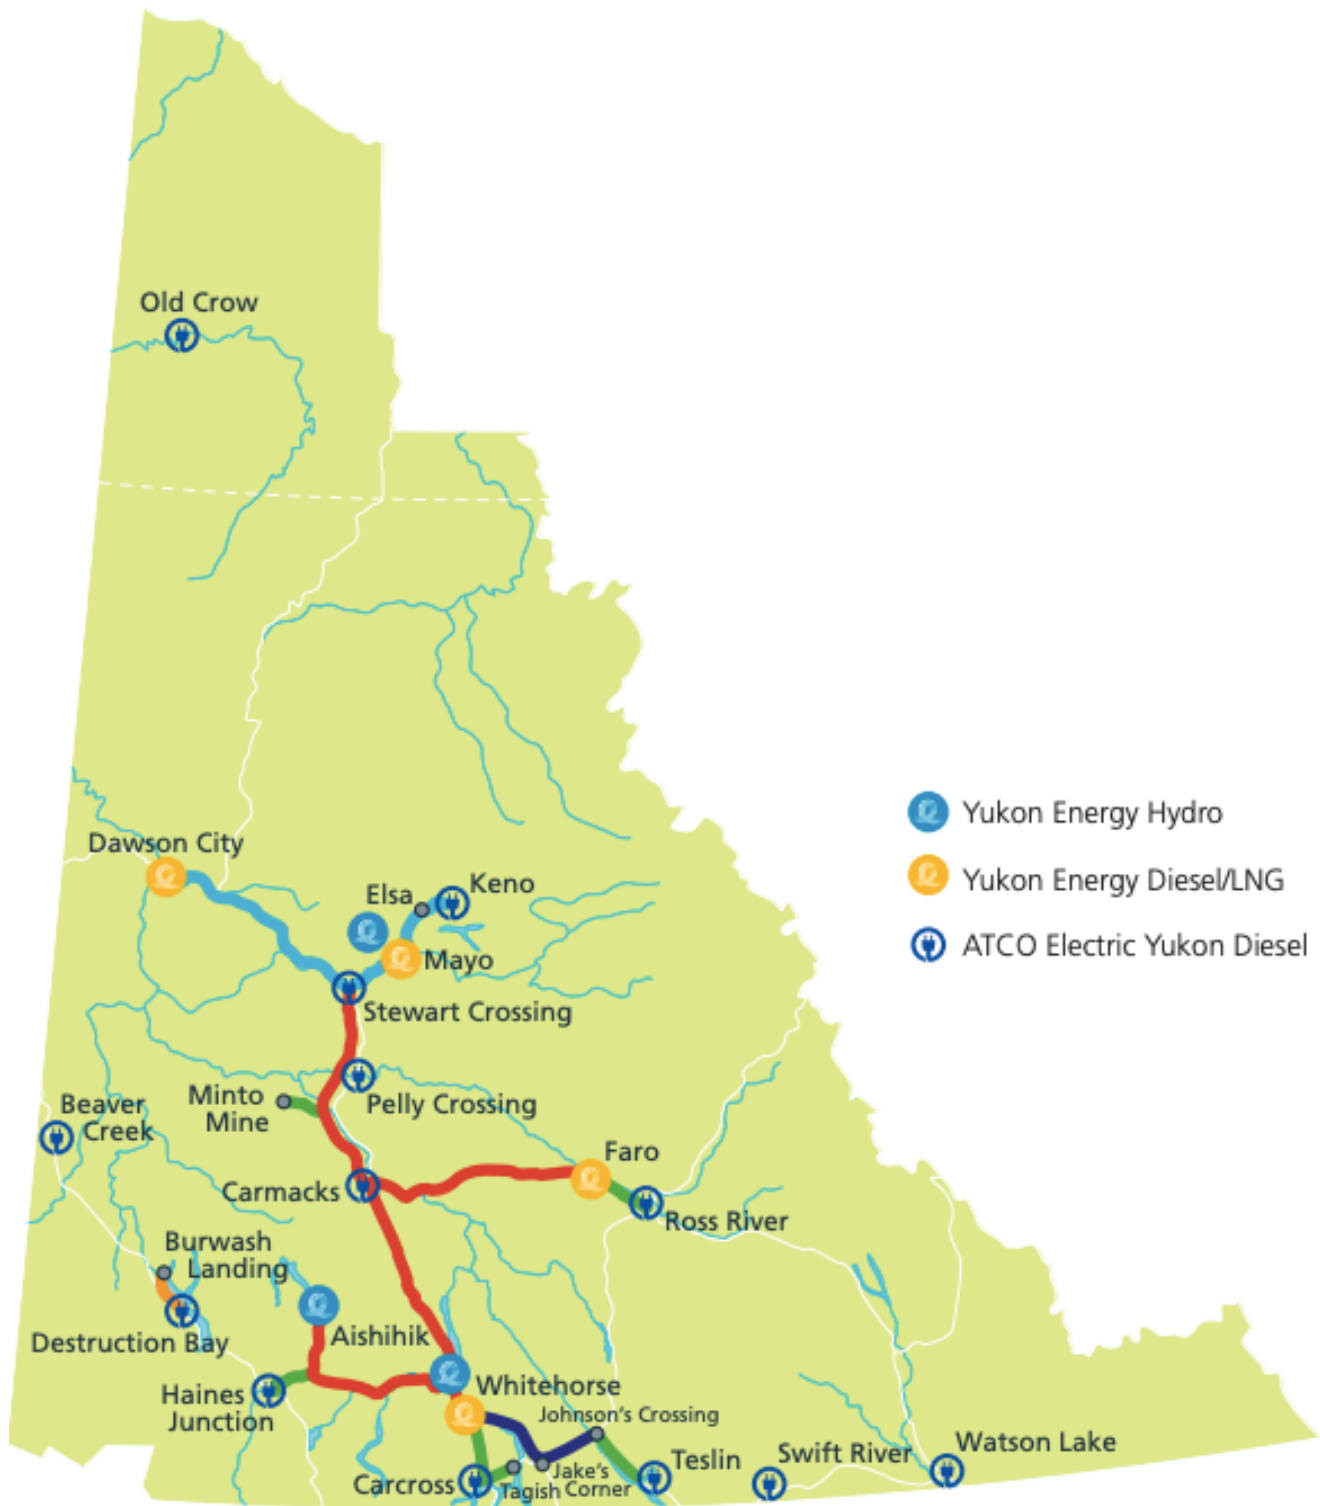 Old Crow
Yukon Energy Hydro
Dawson City
Yukon Energy Diesel/LNG
Elsa
Keno
ATCO Electric Yukon Diesel
Mayo
Stewart Crossing
Minto
Mine
Pelly Crossing
Beaver
Creek
Faro
Carmacks
Ross River
Burwash
Landing
Destruction Bay
Aishihik
Haines
Junction
Whitehorse
Johnson's Crossing
Carcross
Tagish
Jake's
Corner
Teslin
Swift River
Watson Lake